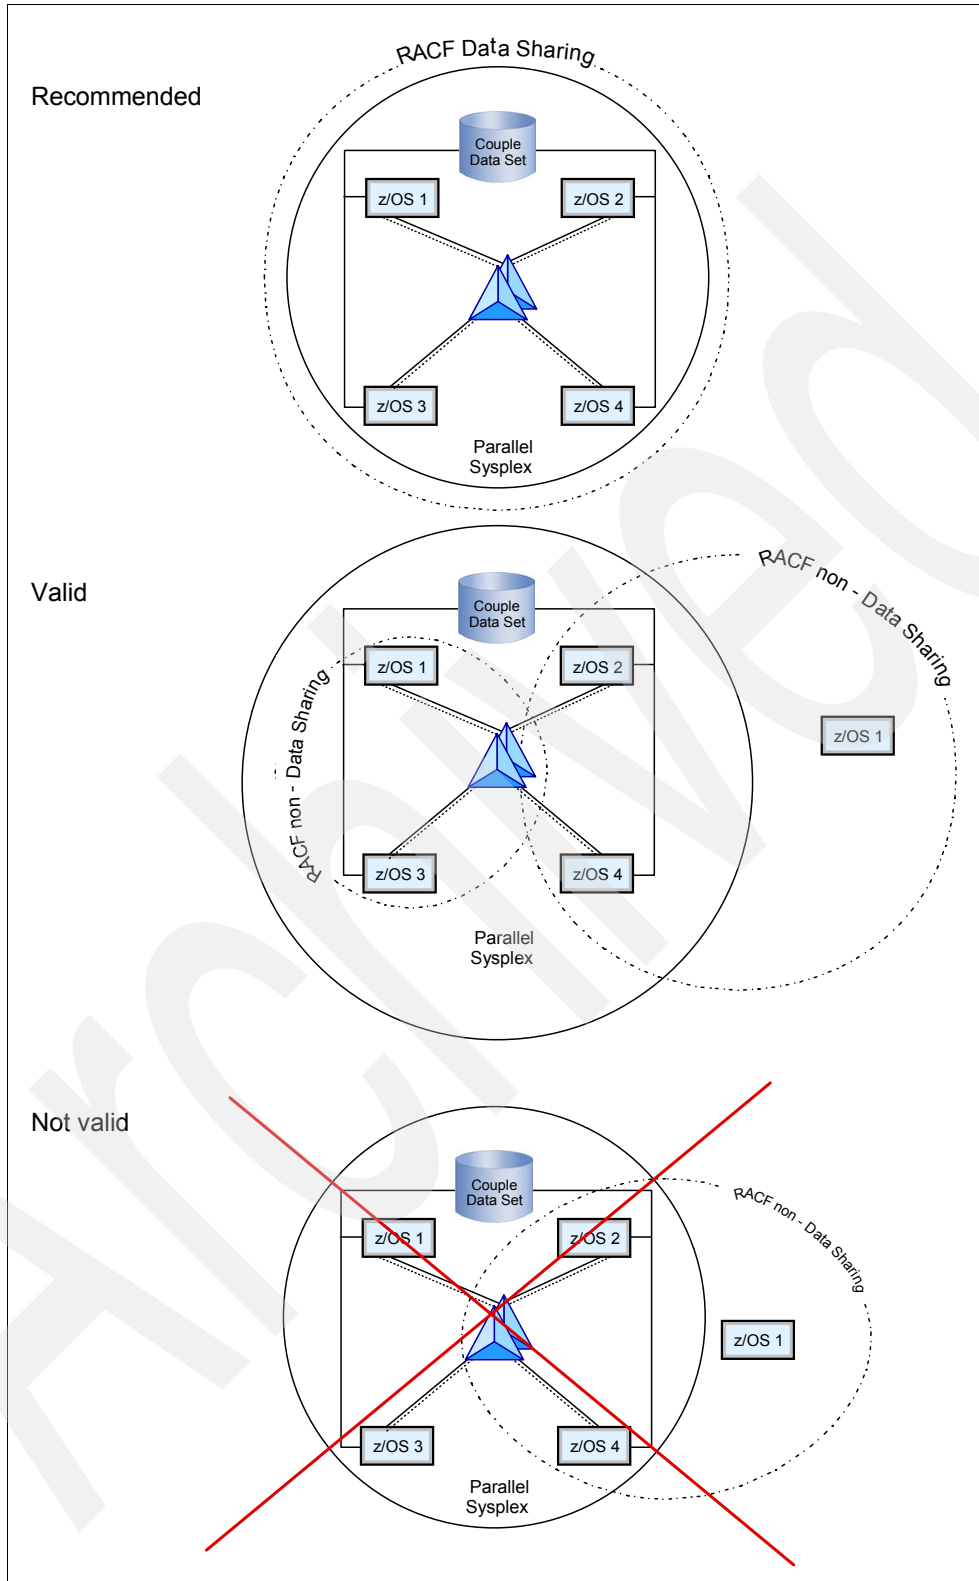 RACF Data Sharing
Recommended
Couple
Data Set
z/OS 1
z/OS 2
z/OS 3
z/OS 4
Parallel
Sysplex
Valid
RACF non - Data Sharing
Couple
Data Set
z/OS 1
z/OS 2
RACF non - Data Sharing
z/OS 1
z/OS 3
z/OS 4
Parallel
Sysplex
Not valid
Couple
Data Set
RACF non - Data Sharing
z/OS 1
z/OS 2
z/OS 1
z/OS 3
z/OS 4
Parallel
Sysplex
Archived